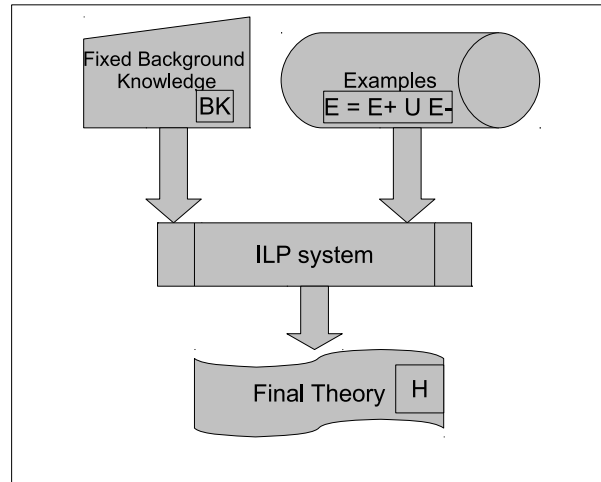 Fixed Background
Knowledge
BK
Examples
E = E+ U E-
ILP system
Final Theory
H